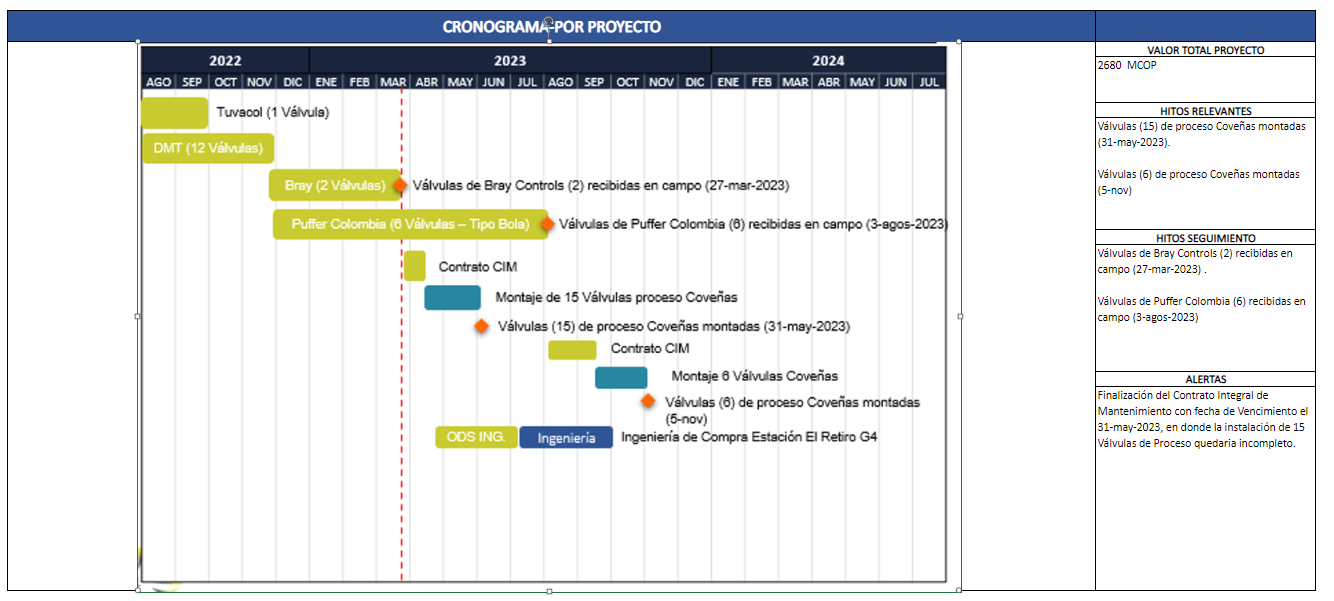 CRONOGRAMA-POR PROYECTO
2022
2023
2024
AGO SEP OCT NOV DIC ENE FEB MAR ABR MAY JUN JUL AGO SEP OCT NOV DIC ENE FEB MAR ABR MAY JUN JUL
Tuvacol (1 Válvula)
DMT (12 Válvulas)
Bray (2 Válvulas)
Válvulas de Bray Controls (2) recibidas en campo (27-mar-2023)
Puffer Colombia (6 Válvulas – Tipo Bola)
Válvulas de Puffer Colombia (6) recibidas en campo (3-agos-2023)
Contrato CIM
Montaje de 15 Válvulas proceso Coveñas
Válvulas (15) de proceso Coveñas montadas (31-may-2023)
Contrato CIM
Montaje 6 Válvulas Coveñas
Válvulas (6) de proceso Coveñas montadas
(5-nov)
ODS ING.
Ingeniería
Ingeniería de Compra Estación El Retiro G4
VALOR TOTAL PROYECTO
2680 MCOP
HITOS RELEVANTES
Válvulas (15) de proceso Coveñas montadas
(31-may-2023).
Válvulas (6) de proceso Coveñas montadas
(5-nov)
HITOS SEGUIMIENTO
Válvulas de Bray Controls (2) recibidas en
campo (27-mar-2023) .
Válvulas de Puffer Colombia (6) recibidas en
campo (3-agos-2023)
ALERTAS
Finalización del Contrato Integral de
Mantenimiento con fecha de Vencimiento el
31-may-2023, en donde la instalación de 15
Válvulas de Proceso quedaria incompleto.